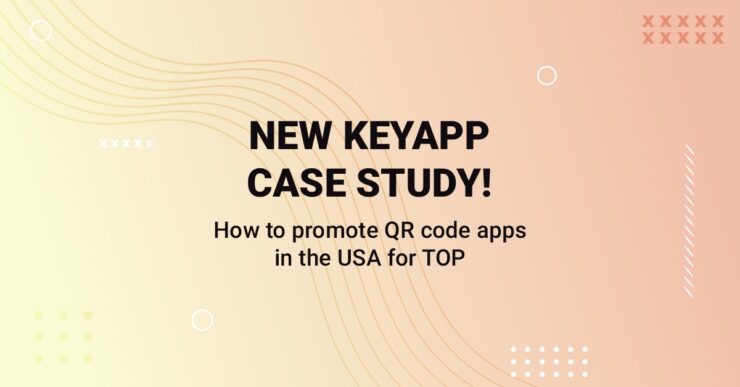 NEW KEYAPP
CASE STUDY!
How to promote QR code apps
in the USA for TOP